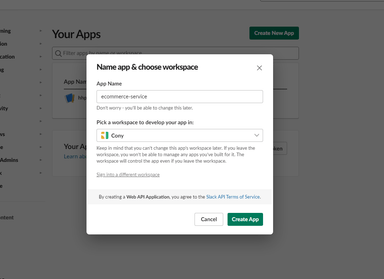 Your Apps
Create New App
Filter apps by name or workspace
Name app & choose workspace
App Name
ecommerce-service
Don't worry - you'll be able to change this later.
Pick a workspace to develop your app in:
Cony
Keep in mind that you can't change this app's workspace later. If you leave the
workspace, you won't be able to manage any apps you've built for it. The
workspace will control the app even if you leave the workspace.
Sign into a different workspace
By creating a Web API Application, you agree to the Slack API Terms of Service.
Cancel
Create App
App Nam
Your A
Learn abo
Admins
ontent